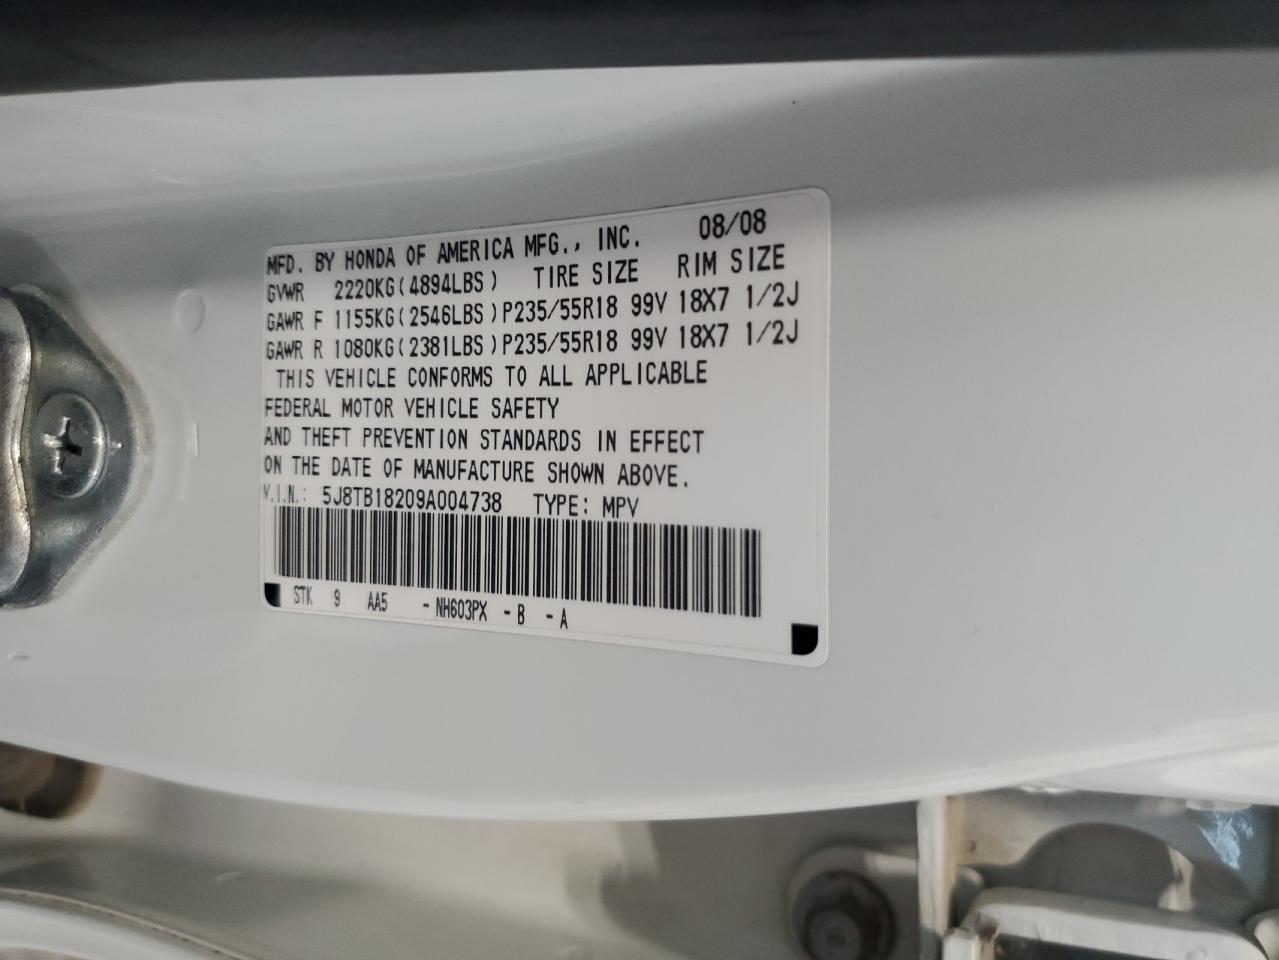 MFD. BY HONDA OF AMERICA MFG., INC. 08/08
GVWR 2220KG(4894LBS) TIRE SIZE RIM SIZE
GAWR F 1155KG(2546LBS)P235/55R18 99V 18X7 1/2J
GAWR R 1080KG(2381LBS)P235/55R18 99V 18X7 1/2J
THIS VEHICLE CONFORMS TO ALL APPLICABLE
FEDERAL MOTOR VEHICLE SAFETY
AND THEFT PREVENTION STANDARDS IN EFFECT
ON THE DATE OF MANUFACTURE SHOWN ABOVE.
V.I.N.: 5J8TB18209A004738 TYPE: MPV
STK 9 AA5 -NH603PX -B -A